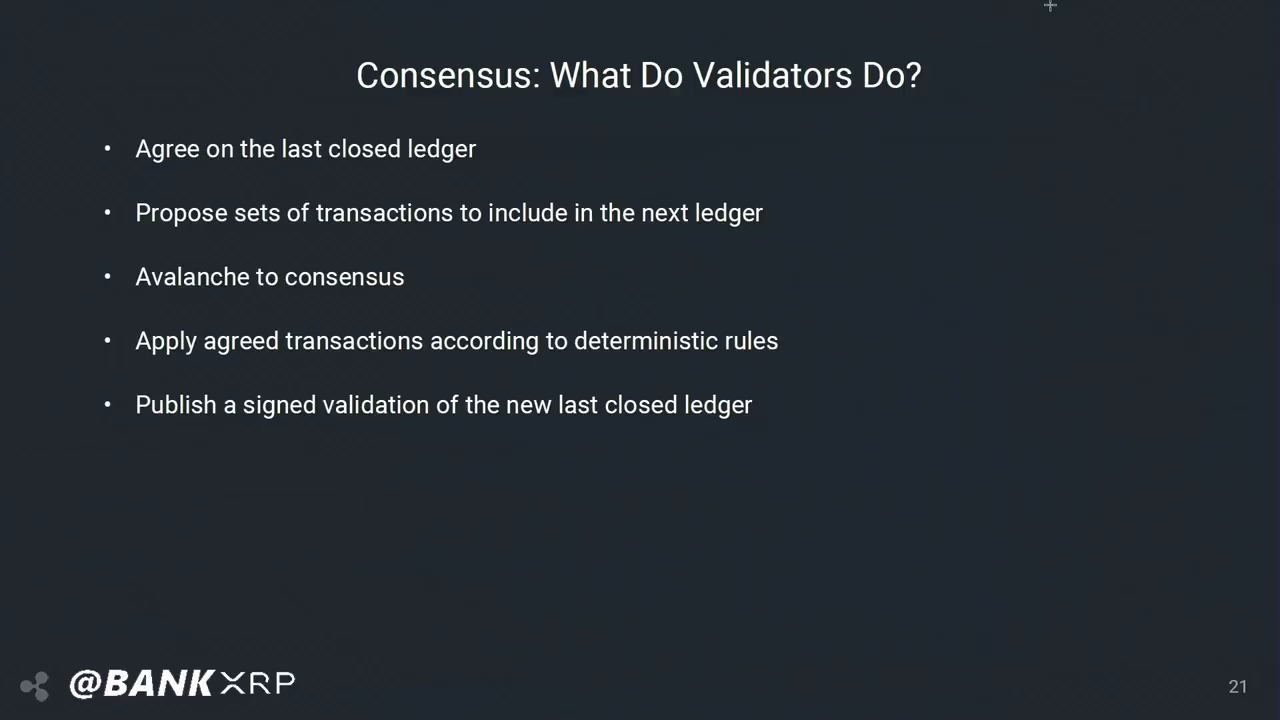 Consensus: What Do Validators Do?
• Agree on the last closed ledger
• Propose sets of transactions to include in the next ledger
• Avalanche to consensus
• Apply agreed transactions according to deterministic rules
• Publish a signed validation of the new last closed ledger
@BANKXRP
21